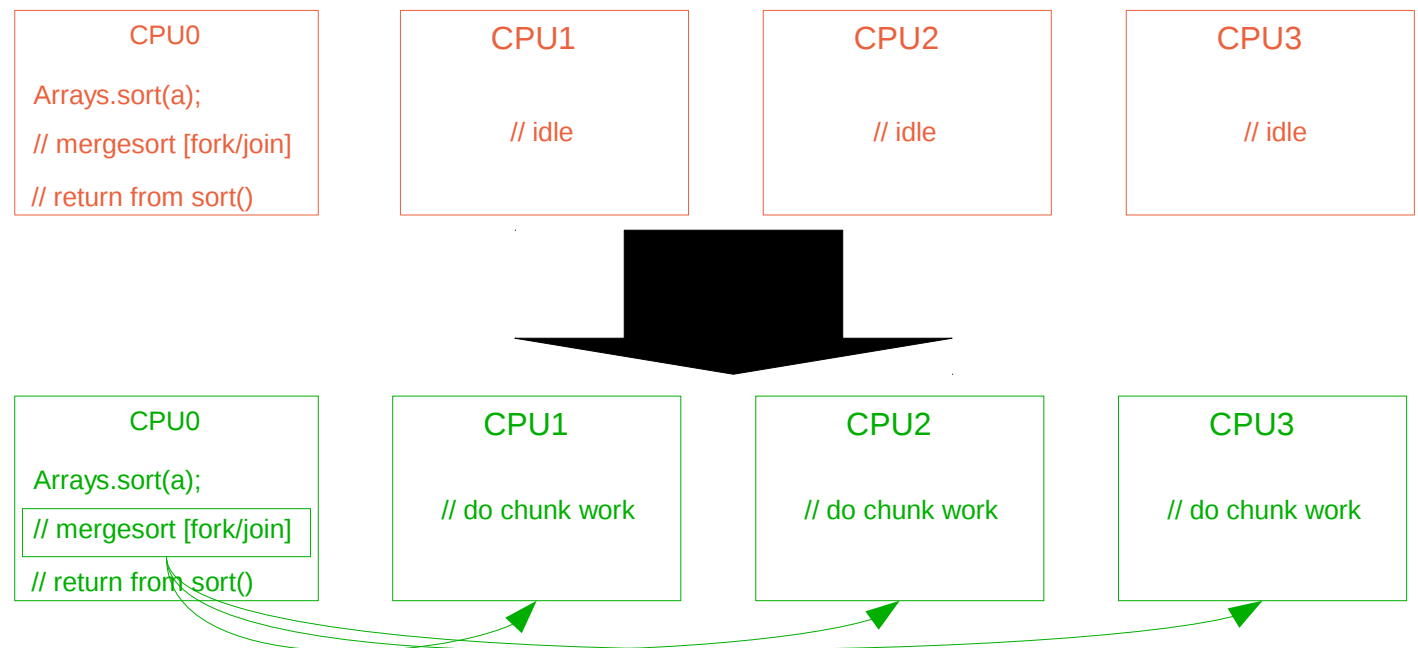 CPU0
Arrays.sort(a);
// mergesort [fork/join]
// return from sort()
CPU1
// idle
CPU2
// idle
CPU3
// idle
CPU0
Arrays.sort(a);
// mergesort [fork/join]
// return from sort()
CPU1
// do chunk work
CPU2
// do chunk work
CPU3
// do chunk work